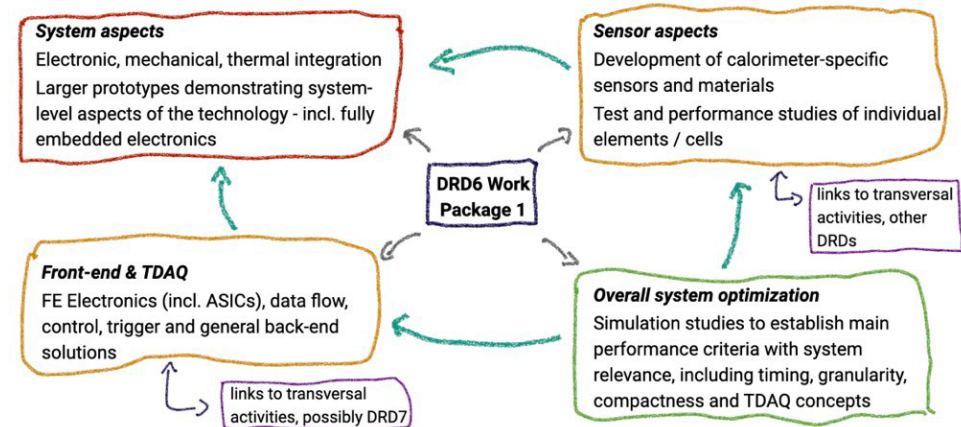 System aspects
Electronic, mechanical, thermal integration
Larger prototypes demonstrating system-
level aspects of the technology - incl. fully
embedded electronics
Sensor aspects
Development of calorimeter-specific
sensors and materials
Test and performance studies of individual
elements / cells
DRD6 Work
Package 1
links to transversal
activities, other
DRDs
Front-end & TDAQ
FE Electronics (incl. ASICs), data flow,
control, trigger and general back-end
solutions
links to transversal
activities, possibly DRD7
Overall system optimization
Simulation studies to establish main
performance criteria with system
relevance, including timing, granularity,
compactness and TDAQ concepts